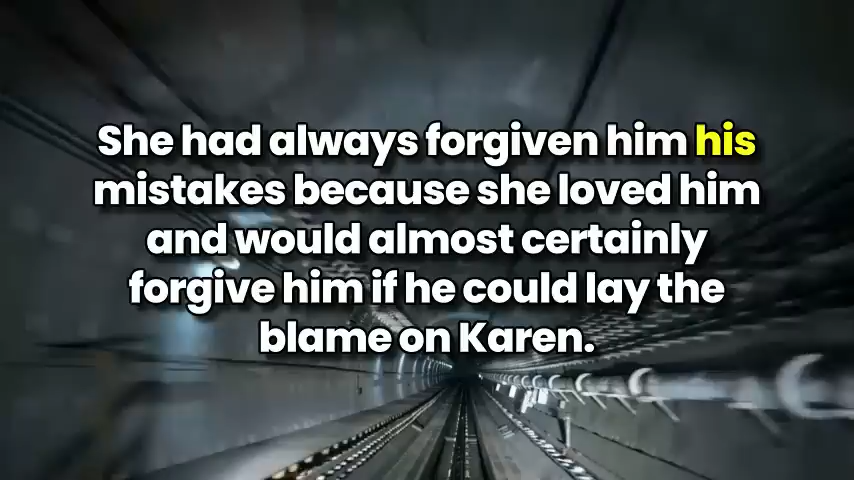 She had always forgiven him his
mistakes because she loved him
and would almost certainly
forgive him if he could lay the
blame on Karen.